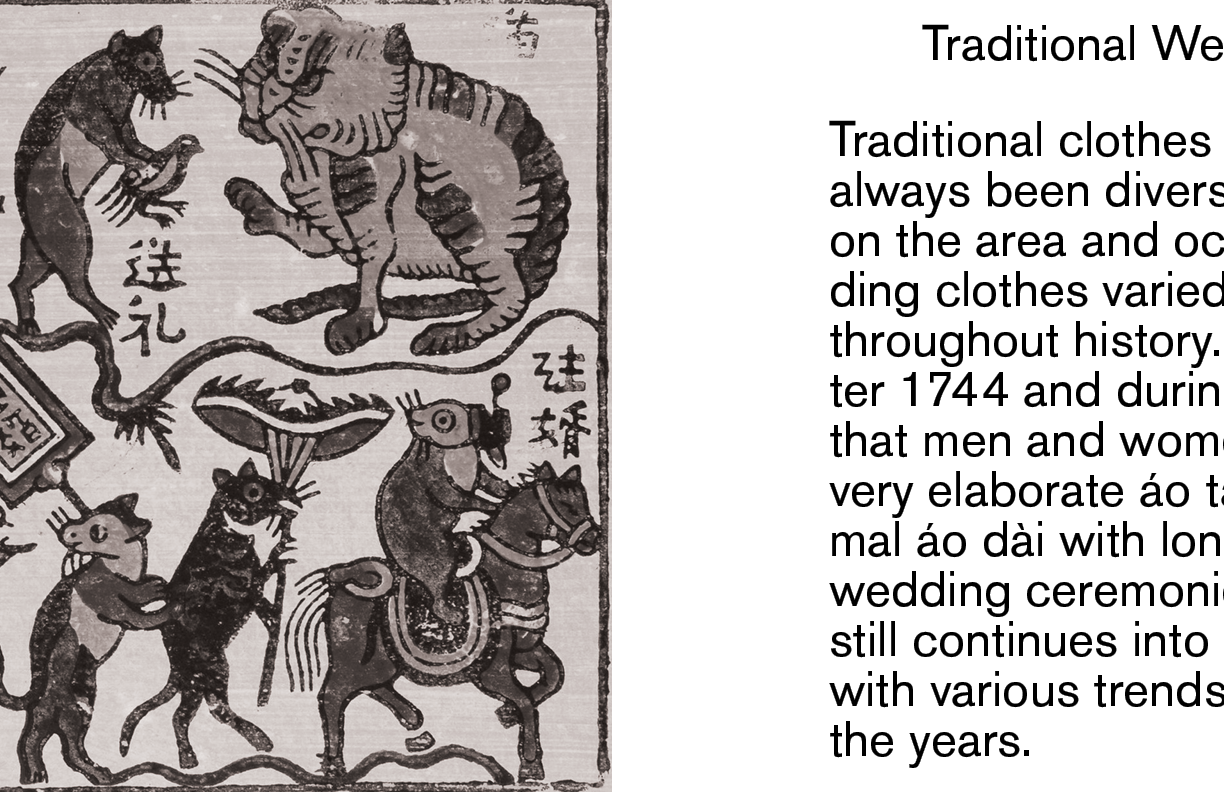 送
礼
婚
Traditional We
Traditional clothes
always been divers
on the area and oc
ding clothes varied
throughout history.
ter 1744 and durin
that men and wome
very elaborate áo ta
mal áo dài with lon
wedding ceremonie
still continues into
with various trends
the years.